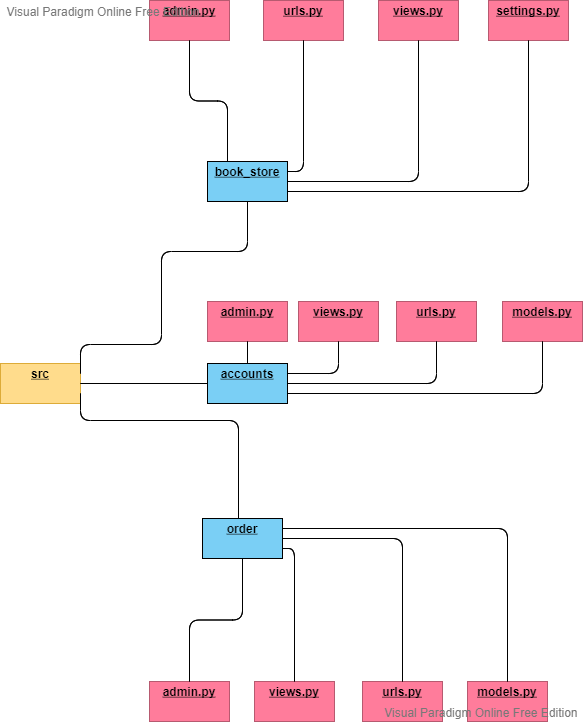 Visual Paradigm Online Free Edition
admin.py
urls.py
views.py
settings.py
book_store
admin.py
views.py
urls.py
models.py
src
accounts
order
admin.py
views.py
urls.py
models.py
Visual Paradigm Online Free Edition